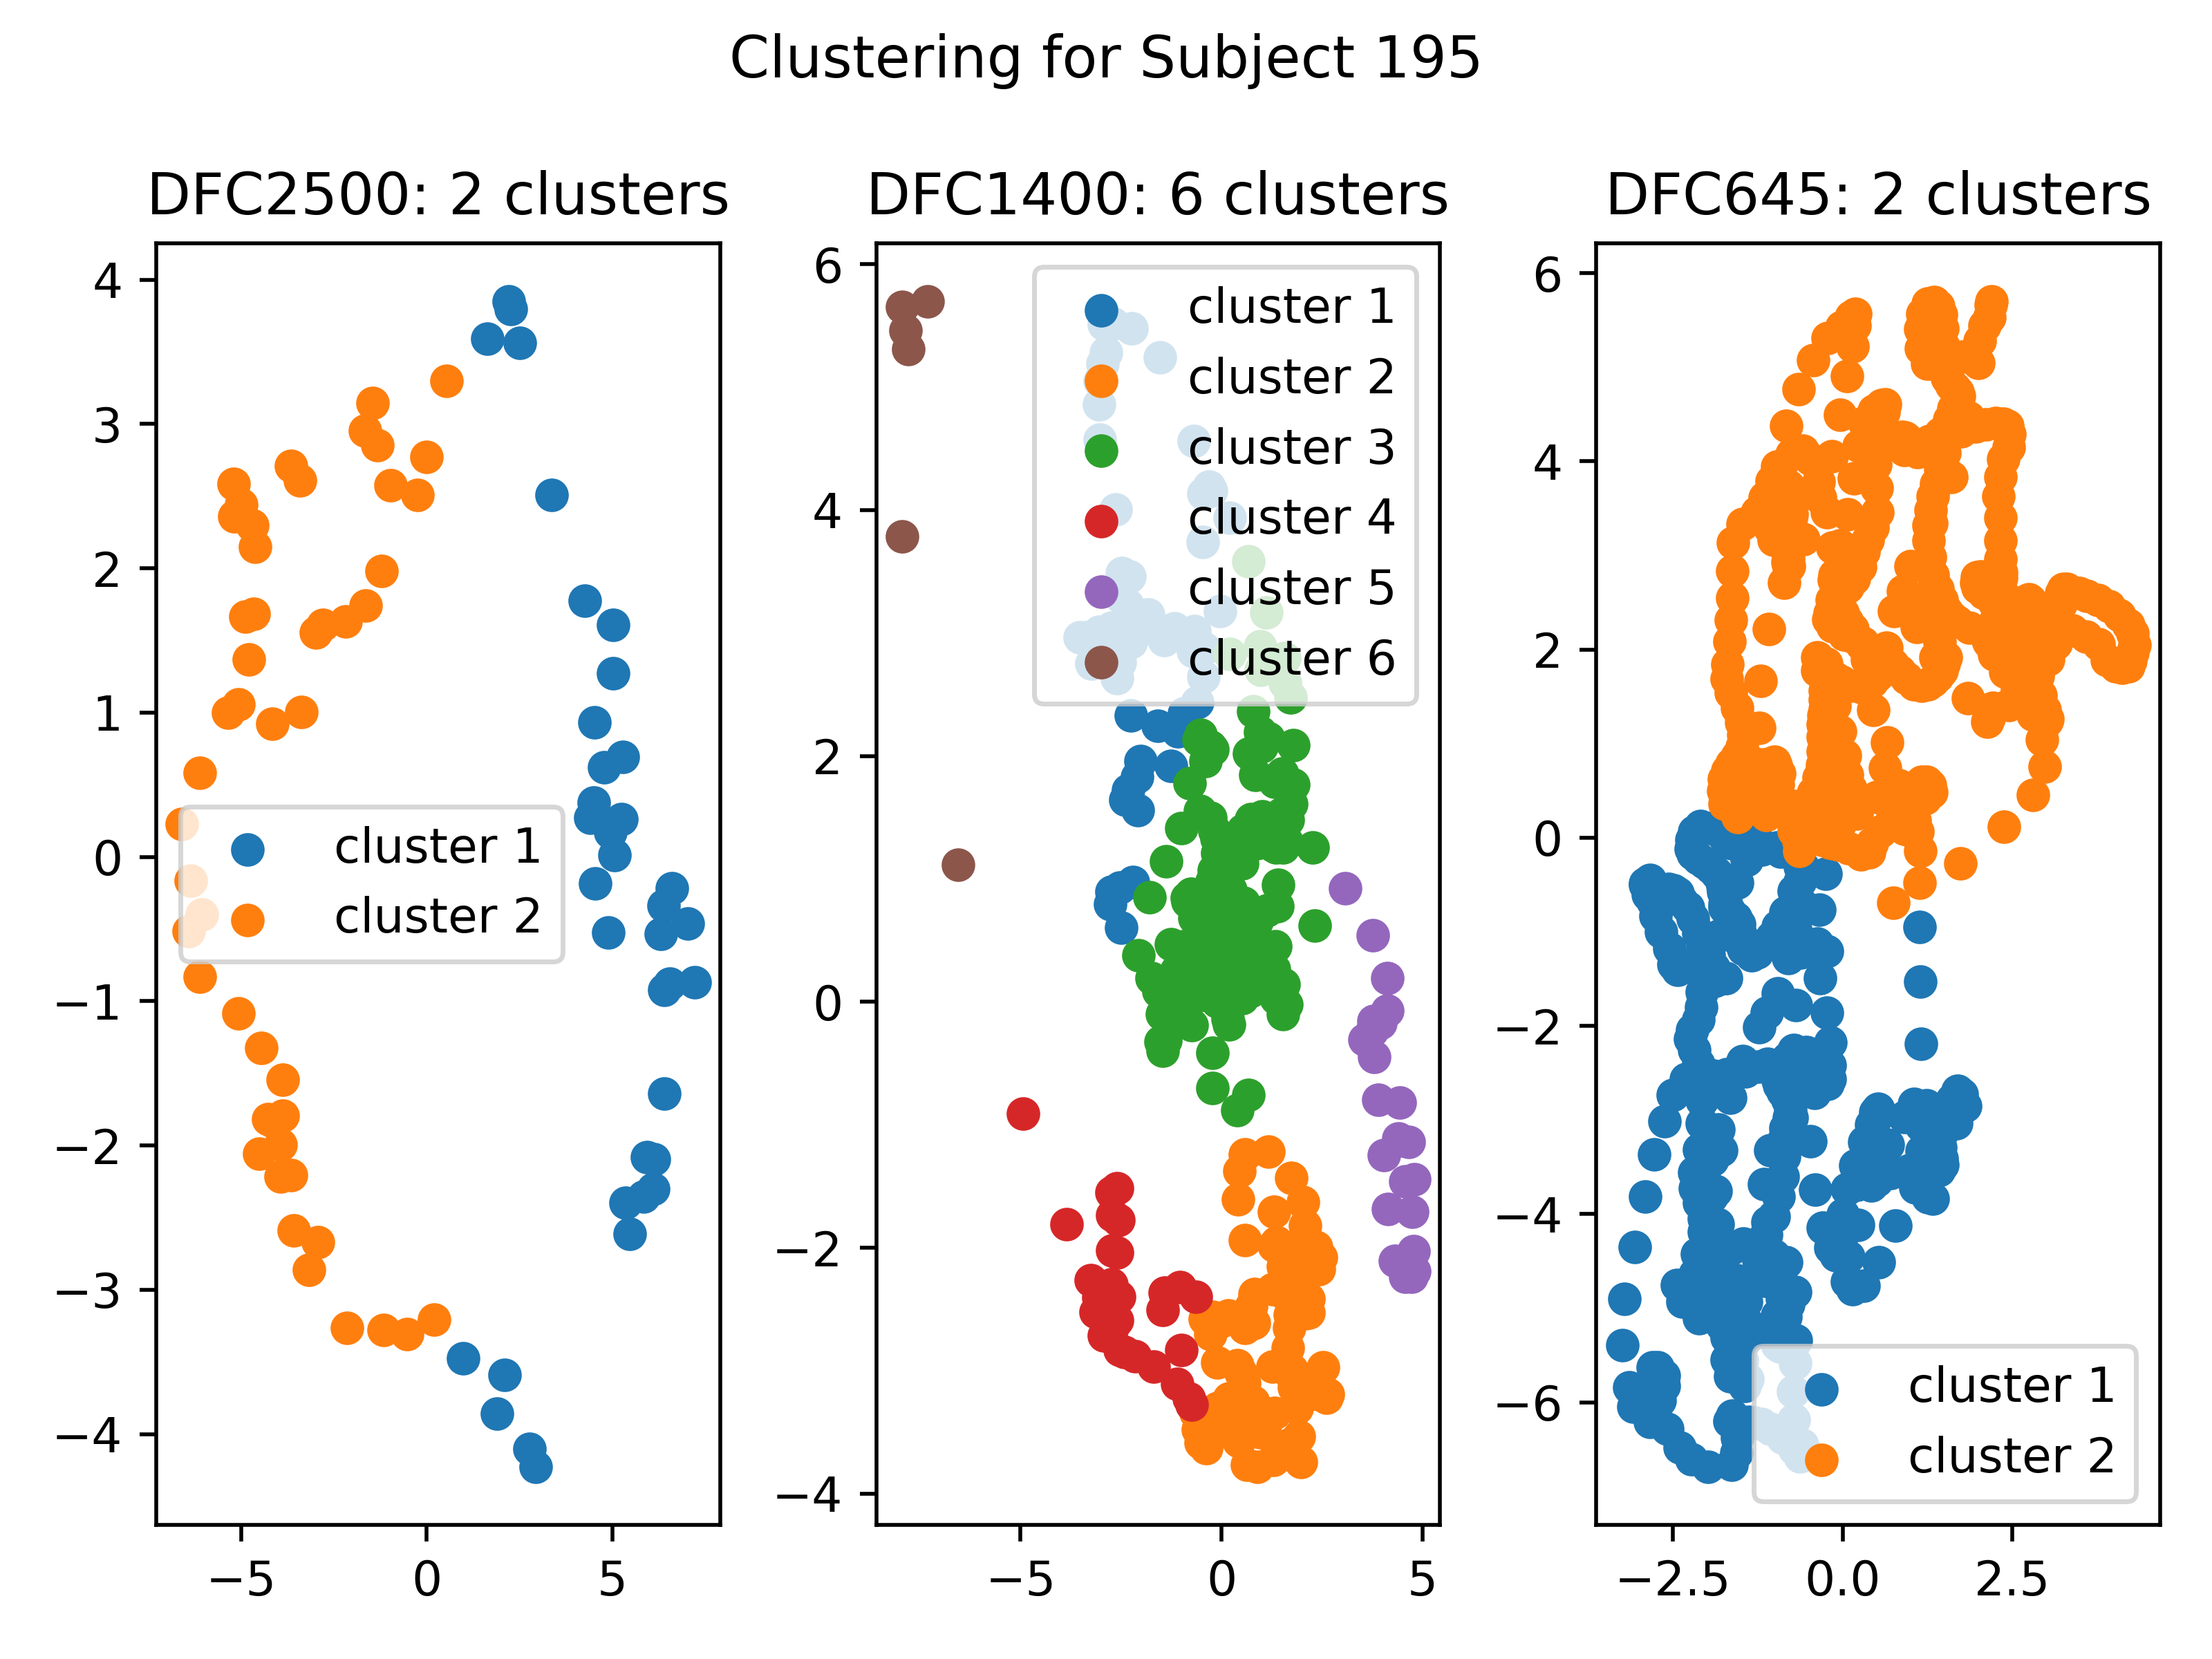 Clustering for Subject 195
DFC2500: 2 clusters
4
3
2
1
0
−1
−2
−3
−4
−5
0
5
cluster 1
cluster 2
DFC1400: 6 clusters
6
4
2
0
−2
−4
−5
0
5
cluster 1
cluster 2
cluster 3
cluster 4
cluster 5
cluster 6
DFC645: 2 clusters
6
4
2
0
−2
−4
−6
−2.5
0.0
2.5
cluster 1
cluster 2